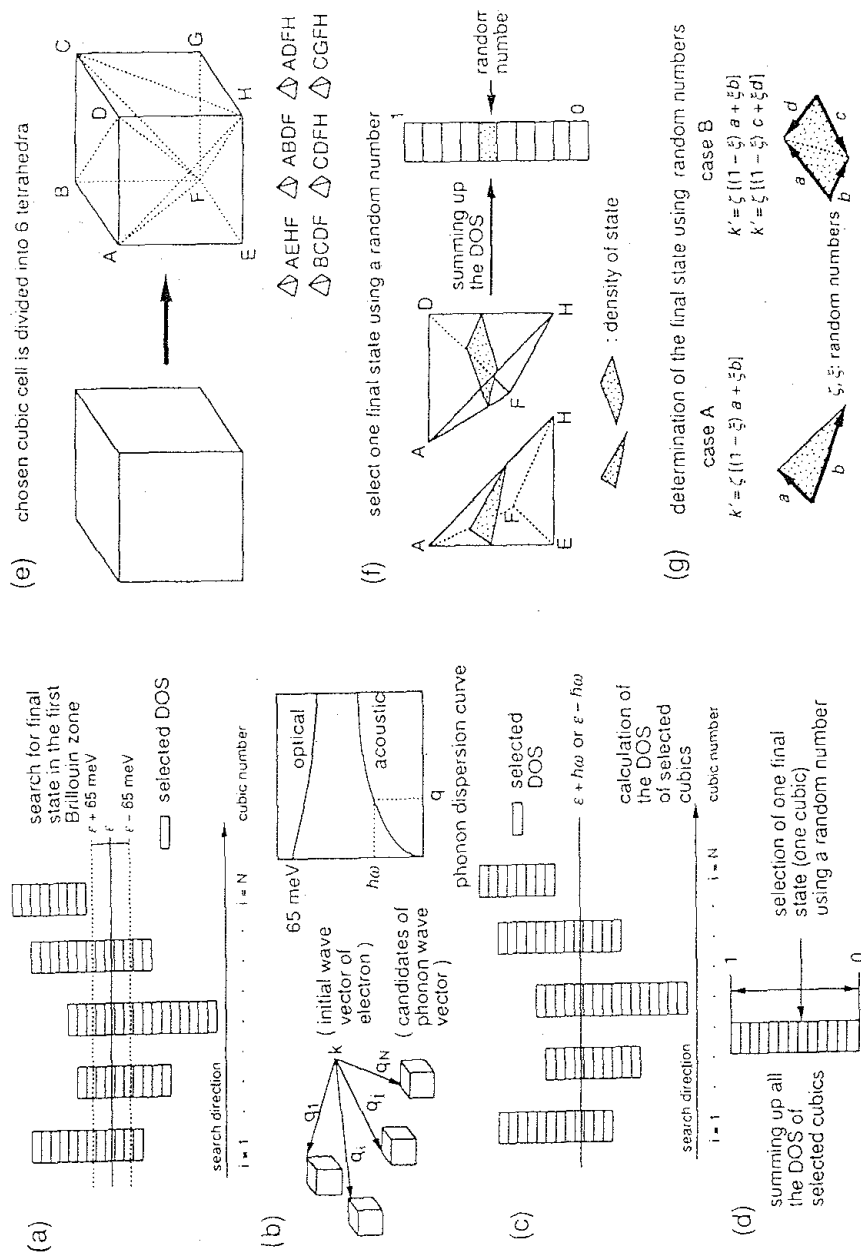 (a)
search for final
state in the first
Brillouin zone
ε + 65 meV
ε
ε − 65 meV
selected DOS
search direction
i = 1
i = N
cubic number
(b)
k
( initial wave
vector of
electron )
( candidates of
phonon wave
vector )
q1
qi
qj
qN
65 meV
optical
ħω
acoustic
q
phonon dispersion curve
(c)
selected
DOS
ε + ħω or ε − ħω
calculation of
the DOS
of selected
cubics
search direction
i = 1
i = N
cubic number
(d)
summing up all
the DOS of
selected cubics
1
0
selection of one final
state (one cubic)
using a random number
(e) chosen cubic cell is divided into 6 tetrahedra
B
C
A
D
F
G
E
H
AEHF ABDF ADFH
BCDF CDFH CGFH
(f) select one final state using a random number
A
F
E
H
A
D
F
H
summing up
the DOS
1
0
random
numbe
: density of state
(g) determination of the final state using random numbers
case A
k′ = ζ [(1 − ξ) a + ξb]
a
b
ζ, ξ: random numbers
case B
k′ = ζ [(1 − ξ) a + ξb]
k′ = ζ [(1 − ξ) c + ξd]
a
b
c
d